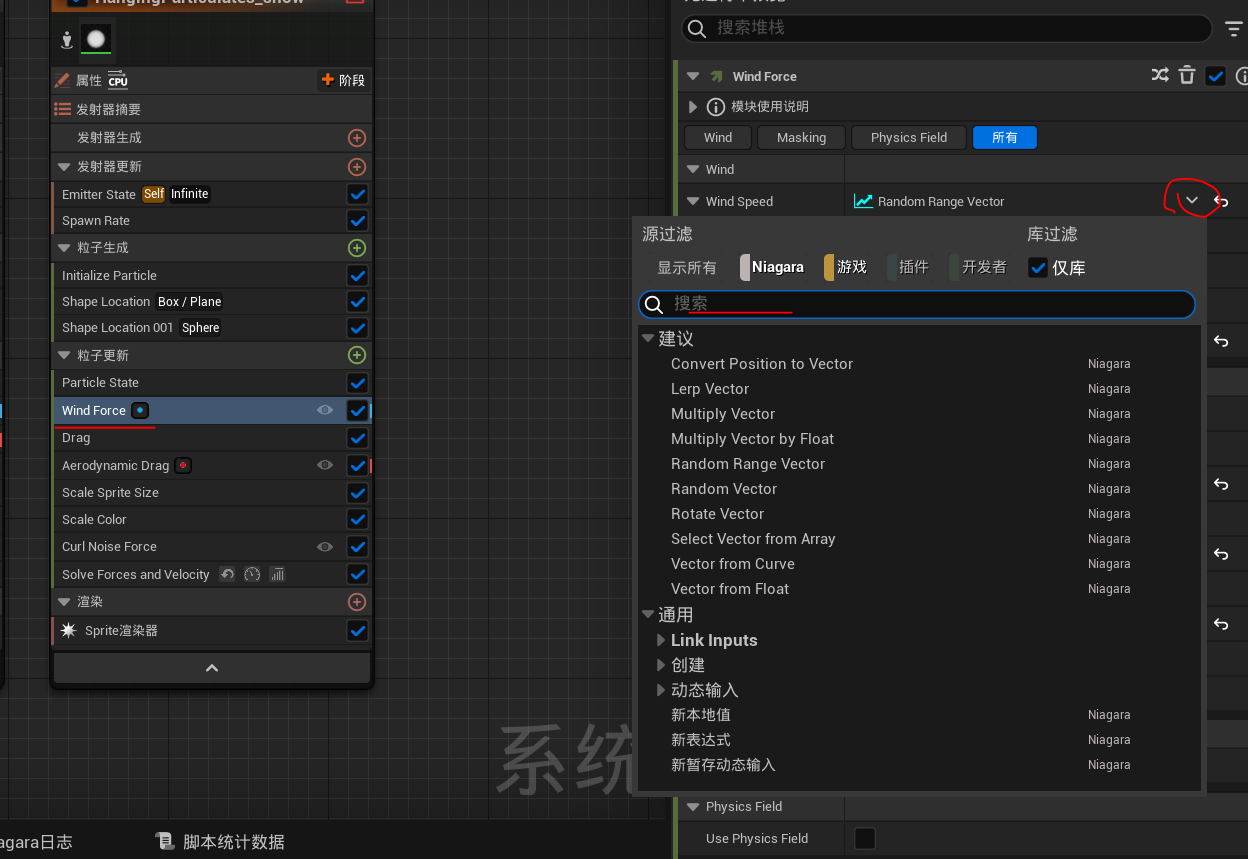 HangingParticulates_snow
属性 CPU 阶段
发射器摘要
发射器生成
发射器更新
Emitter State Self Infinite
Spawn Rate
粒子生成
Initialize Particle
Shape Location Box / Plane
Shape Location 001 Sphere
粒子更新
Particle State
Wind Force
Drag
Aerodynamic Drag
Scale Sprite Size
Scale Color
Curl Noise Force
Solve Forces and Velocity
渲染
Sprite渲染器
系统
agara日志 脚本统计数据
搜索堆栈
Wind Force
模块使用说明
Wind Masking Physics Field 所有
Wind
Wind Speed Random Range Vector
源过滤 库过滤
显示所有 Niagara 游戏 插件 开发者 仅库
搜索
建议
Convert Position to Vector Niagara
Lerp Vector Niagara
Multiply Vector Niagara
Multiply Vector by Float Niagara
Random Range Vector Niagara
Random Vector Niagara
Rotate Vector Niagara
Select Vector from Array Niagara
Vector from Curve Niagara
Vector from Float Niagara
通用
Link Inputs
创建
动态输入
新本地值 Niagara
新表达式 Niagara
新暂存动态输入 Niagara
Physics Field
Use Physics Field